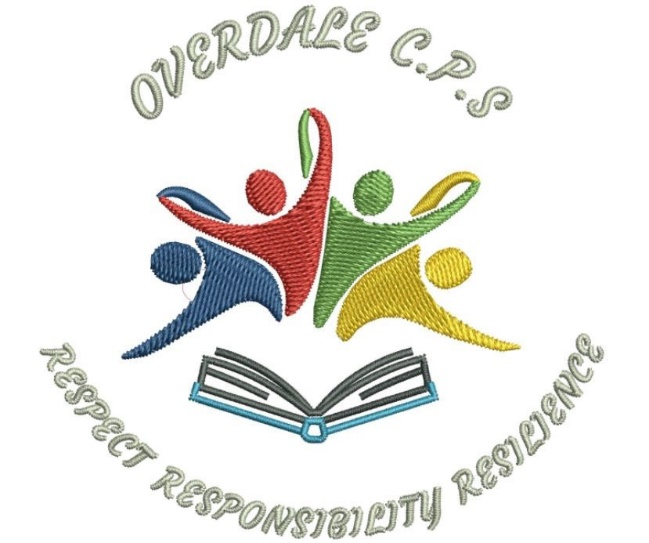 OVERDALE C.P.S
RESPECT RESPONSIBILITY RESILIENCE